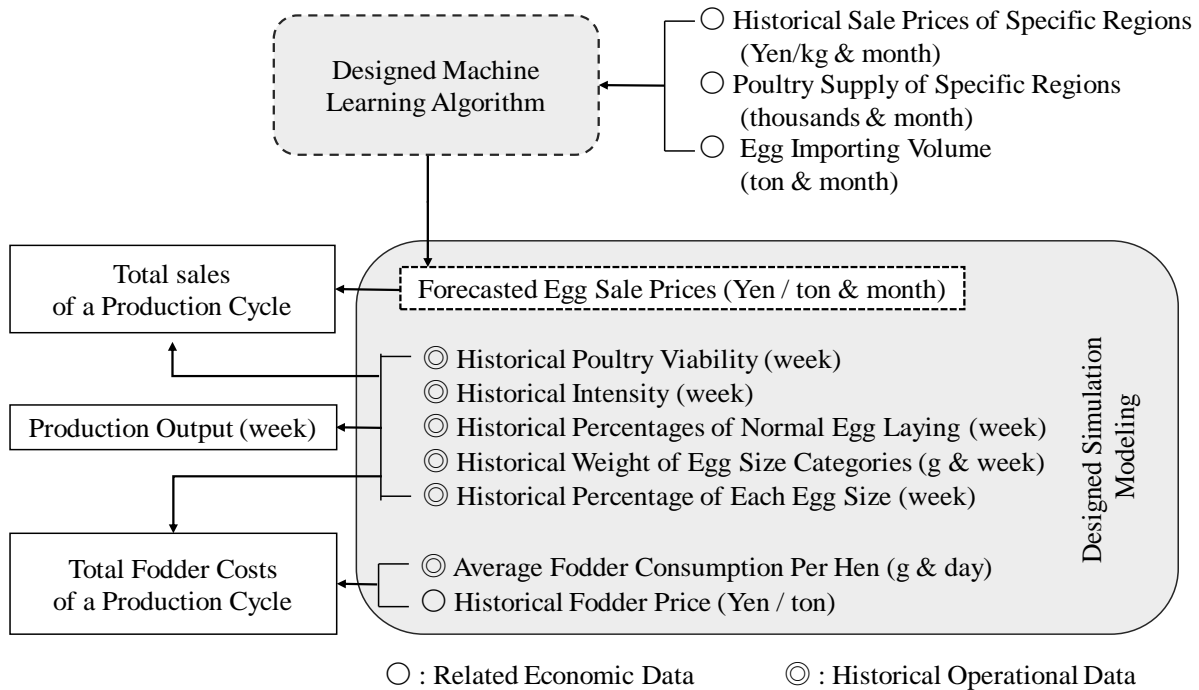 Designed Machine
Learning Algorithm
○ Historical Sale Prices of Specific Regions
(Yen/kg & month)
○ Poultry Supply of Specific Regions
(thousands & month)
○ Egg Importing Volume
(ton & month)
Total sales
of a Production Cycle
Forecasted Egg Sale Prices (Yen / ton & month)
◎ Historical Poultry Viability (week)
◎ Historical Intensity (week)
Production Output (week)
◎ Historical Percentages of Normal Egg Laying (week)
◎ Historical Weight of Egg Size Categories (g & week)
◎ Historical Percentage of Each Egg Size (week)
Total Fodder Costs
of a Production Cycle
◎ Average Fodder Consumption Per Hen (g & day)
○ Historical Fodder Price (Yen / ton)
Designed Simulation
Modeling
○ : Related Economic Data
◎ : Historical Operational Data